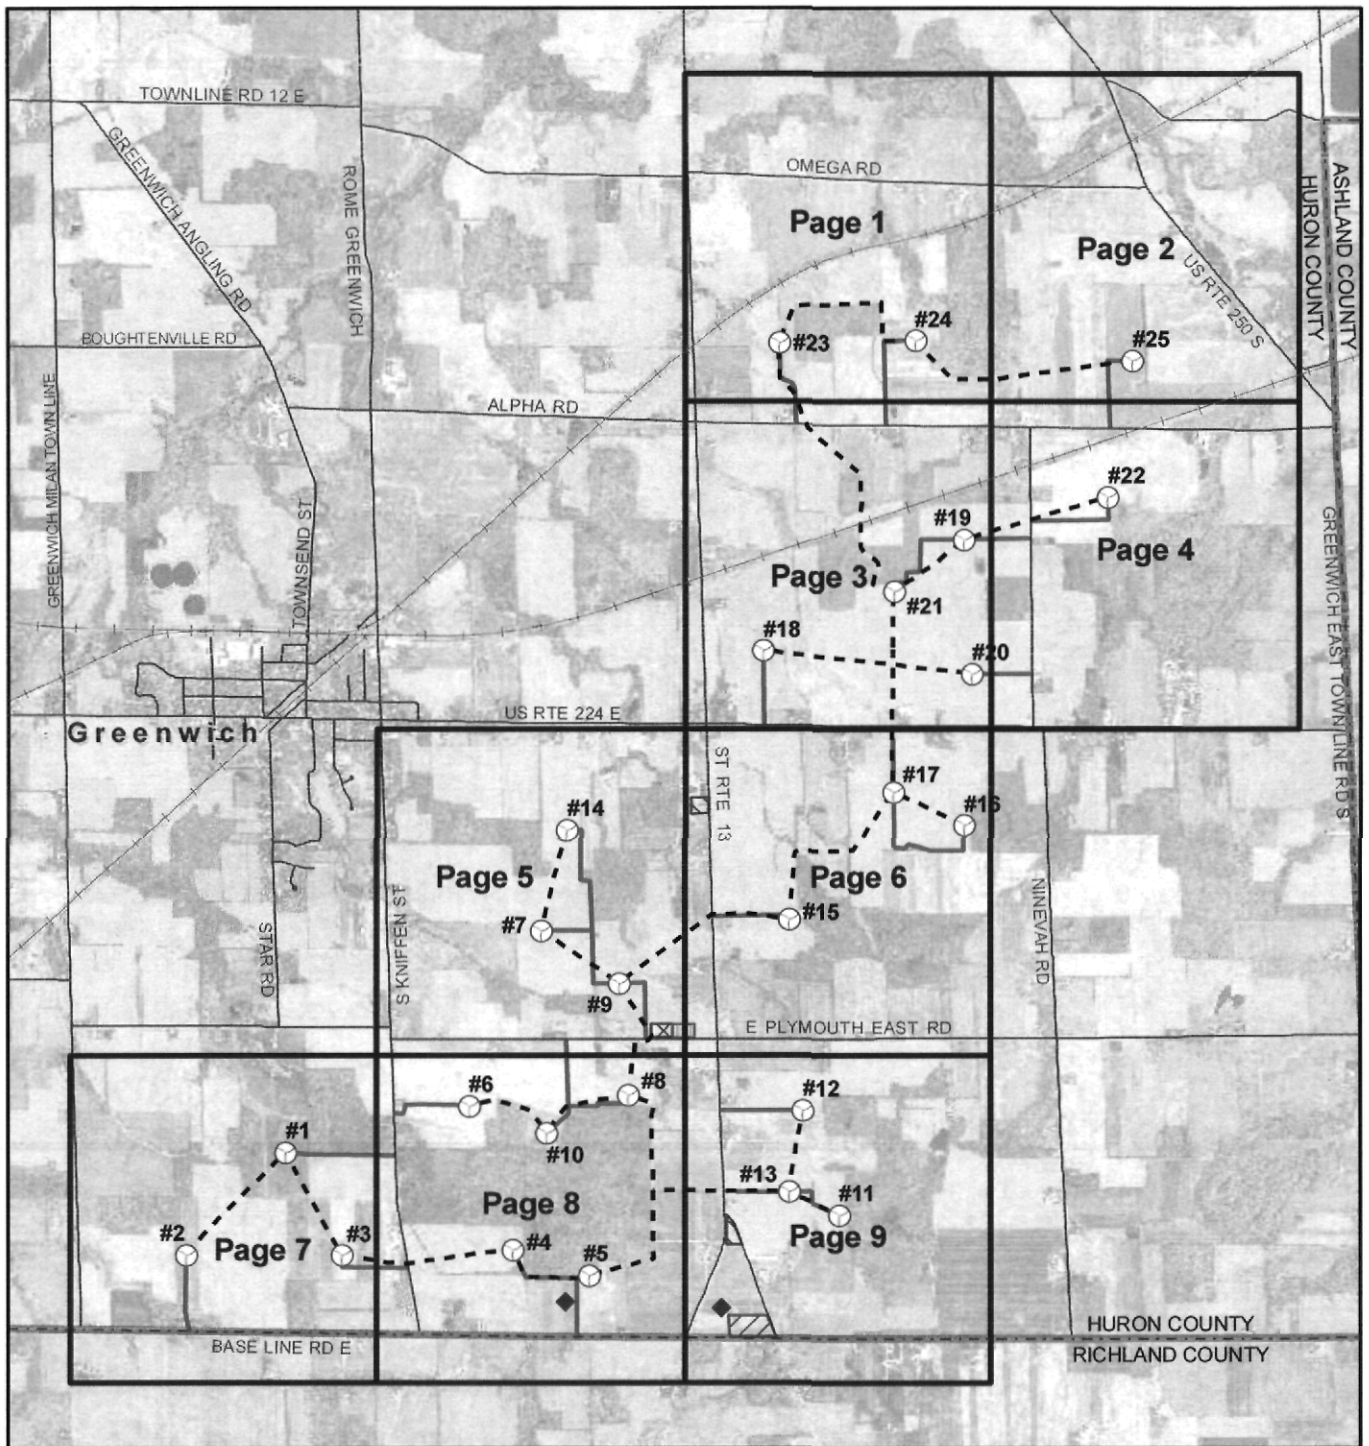 TOWNLINE RD 12 E
GREENWICH ANGLING RD
ROME GREENWICH
OMEGA RD
ASHLAND COUNTY
HURON COUNTY
Page 1
Page 2
US RTE 250 S
#24
#23
#25
BOUGHTENVILLE RD
GREENWICH MILAN TOWN LINE
ALPHA RD
TOWNSEND ST
#22
#19
Page 4
Page 3
#21
GREENWICH EAST TOWNLINE RD S
#18
#20
US RTE 224 E
Greenwich
ST RTE 13
#17
#16
#14
Page 5
Page 6
#7
#15
STAR RD
S KNIFFEN ST
NINEVAH RD
#9
E PLYMOUTH EAST RD
#6
#8
#12
#1
#10
#13
#11
Page 8
#2
Page 7
#3
#4
#5
Page 9
BASE LINE RD E
HURON COUNTY
RICHLAND COUNTY